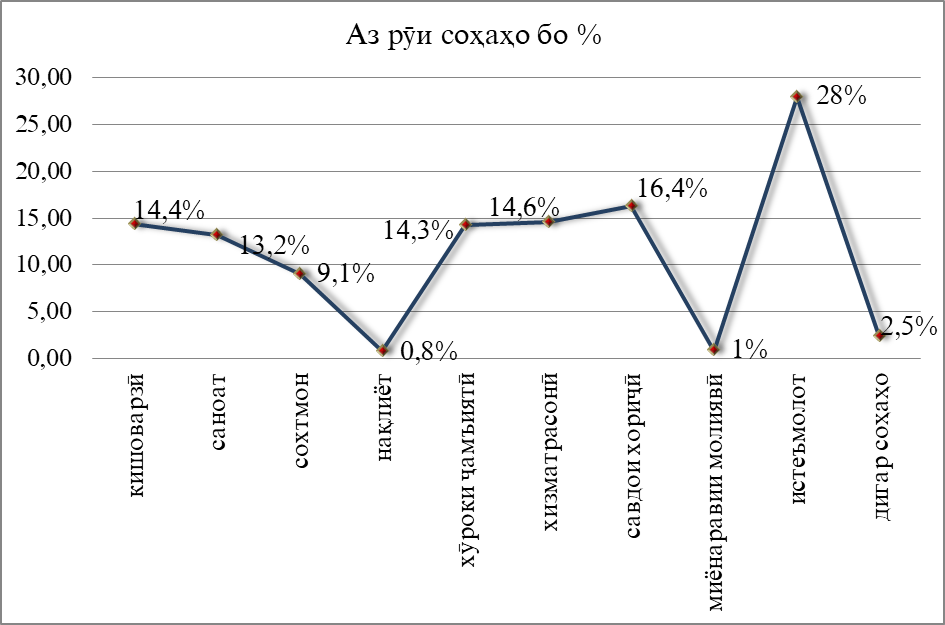 Аз рӯи соҳаҳо бо %
30,00
25,00
20,00
15,00
10,00
5,00
0,00
14,4%
13,2%
9,1%
0,8%
14,3%
14,6%
16,4%
1%
28%
2,5%
кишоварзӣ
саноат
сохтмон
нақлиёт
хӯроки ҷамъиятӣ
хизматрасонӣ
савдои хориҷӣ
миёнаравии молиявӣ
истеъмолот
дигар соҳаҳо